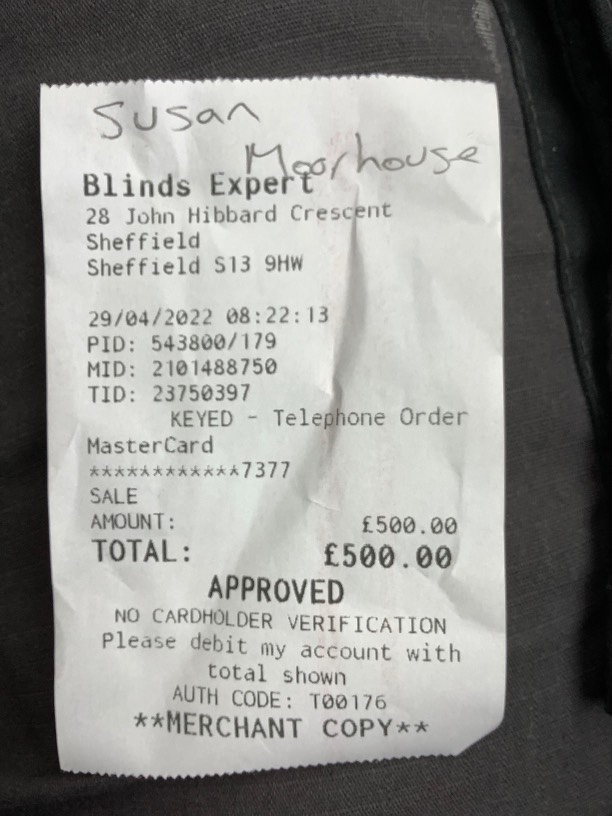 Susan
Moorhouse
Blinds Expert
28 John Hibbard Crescent
Sheffield
Sheffield S13 9HW
29/04/2022 08:22:13
PID: 543800/179
MID: 2101488750
TID: 23750397
KEYED - Telephone Order
MasterCard
************7377
SALE
AMOUNT: £500.00
TOTAL: £500.00
APPROVED
NO CARDHOLDER VERIFICATION
Please debit my account with
total shown
AUTH CODE: T00176
**MERCHANT COPY**